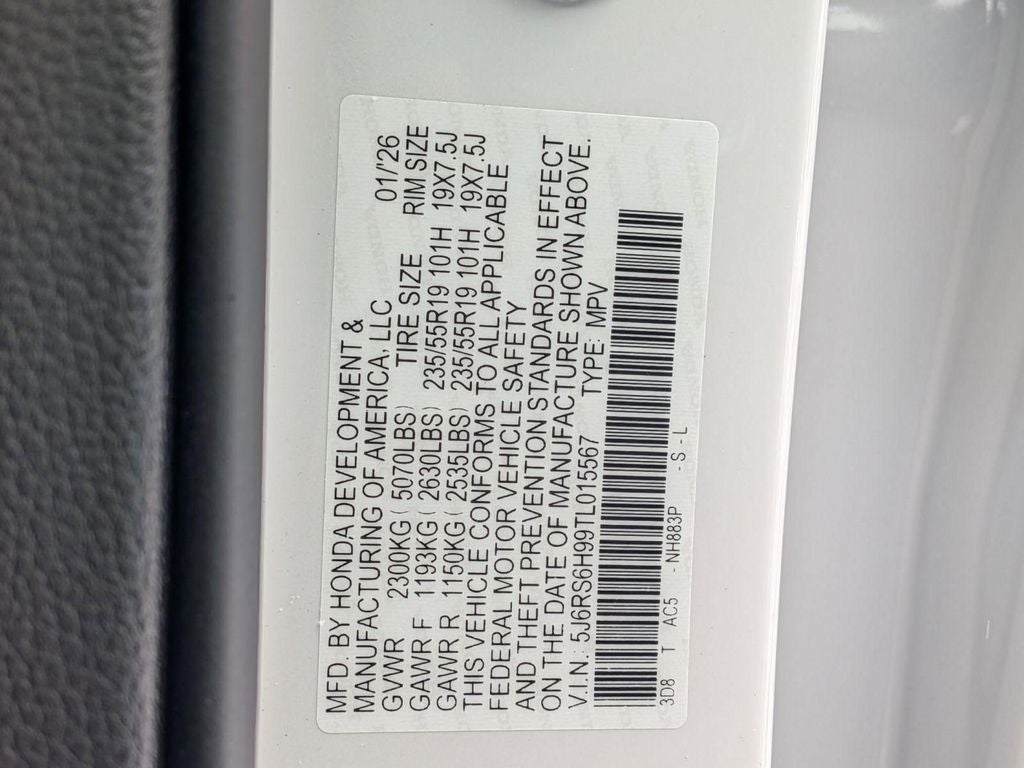 MFD. BY HONDA DEVELOPMENT &
MANUFACTURING OF AMERICA, LLC 01/'26
GVWR 2300KG ( 5070LBS) TIRE SIZE RIM SIZE
GAWR F 1193KG ( 2630LBS) 235/55R19 101H 19X7.5J
GAWR R 1150KG ( 2535LBS) 235/55R19 101H 19X7.5J
THIS VEHICLE CONFORMS TO ALL APPLICABLE
FEDERAL MOTOR VEHICLE SAFETY
AND THEFT PREVENTION STANDARDS IN EFFECT
ON THE DATE OF MANUFACTURE SHOWN ABOVE.
V.I.N.: 5J6RS6H99TL015567 TYPE: MPV
3D8 T AC5 - NH883P - S - L